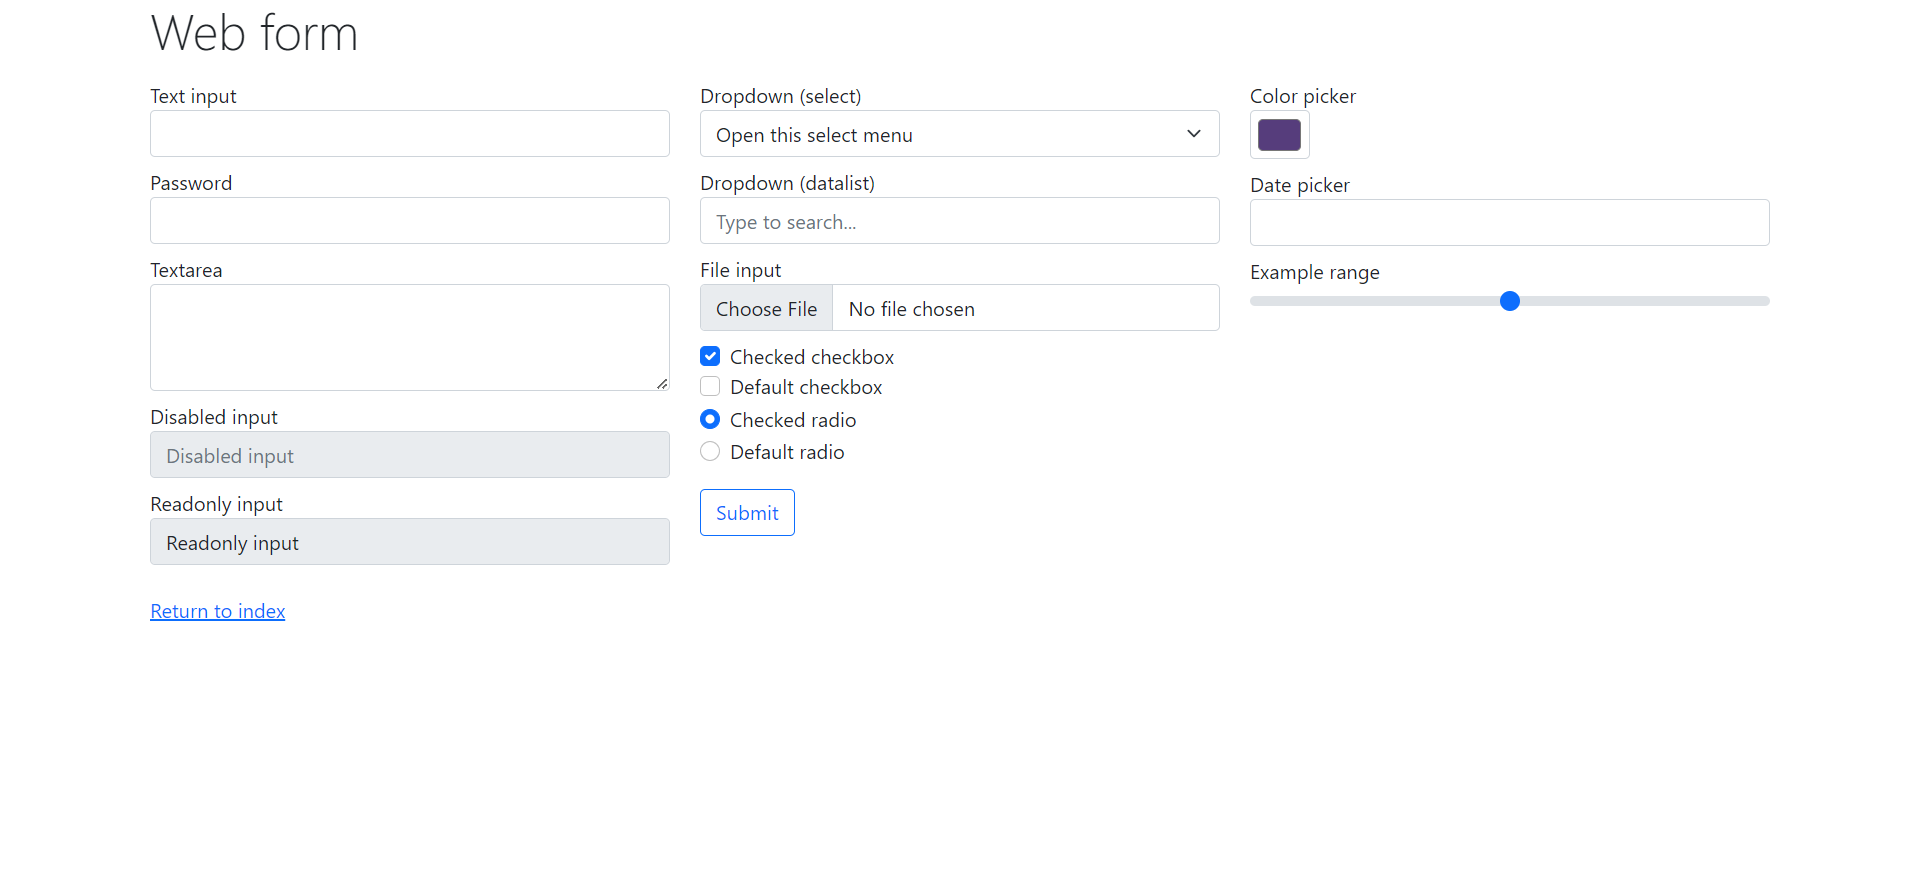 Web form
Text input
Password
Textarea
Disabled input
Disabled input
Readonly input
Readonly input
Return to index
Dropdown (select)
Open this select menu
Dropdown (datalist)
Type to search...
File input
Choose File No file chosen
Checked checkbox
Default checkbox
Checked radio
Default radio
Submit
Color picker
Date picker
Example range